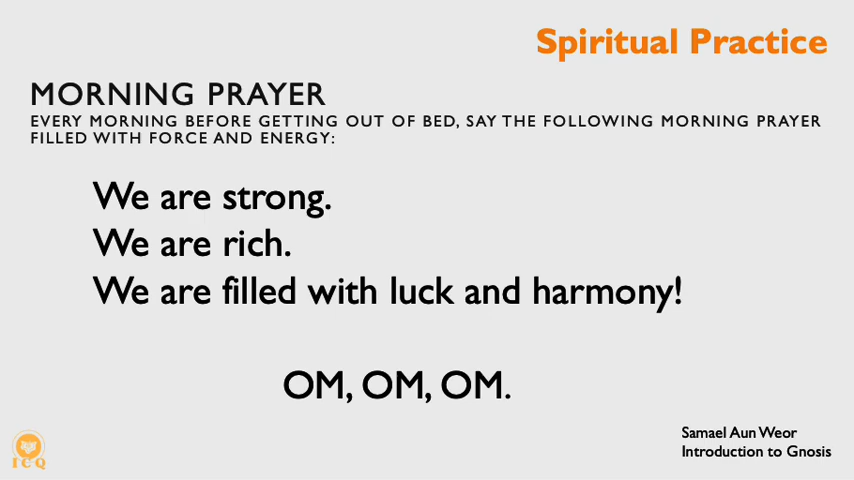 Spiritual Practice
MORNING PRAYER
EVERY MORNING BEFORE GETTING OUT OF BED, SAY THE FOLLOWING MORNING PRAYER
FILLED WITH FORCE AND ENERGY:
We are strong.
We are rich.
We are filled with luck and harmony!
OM, OM, OM.
Samael Aun Weor
Introduction to Gnosis
ICQ